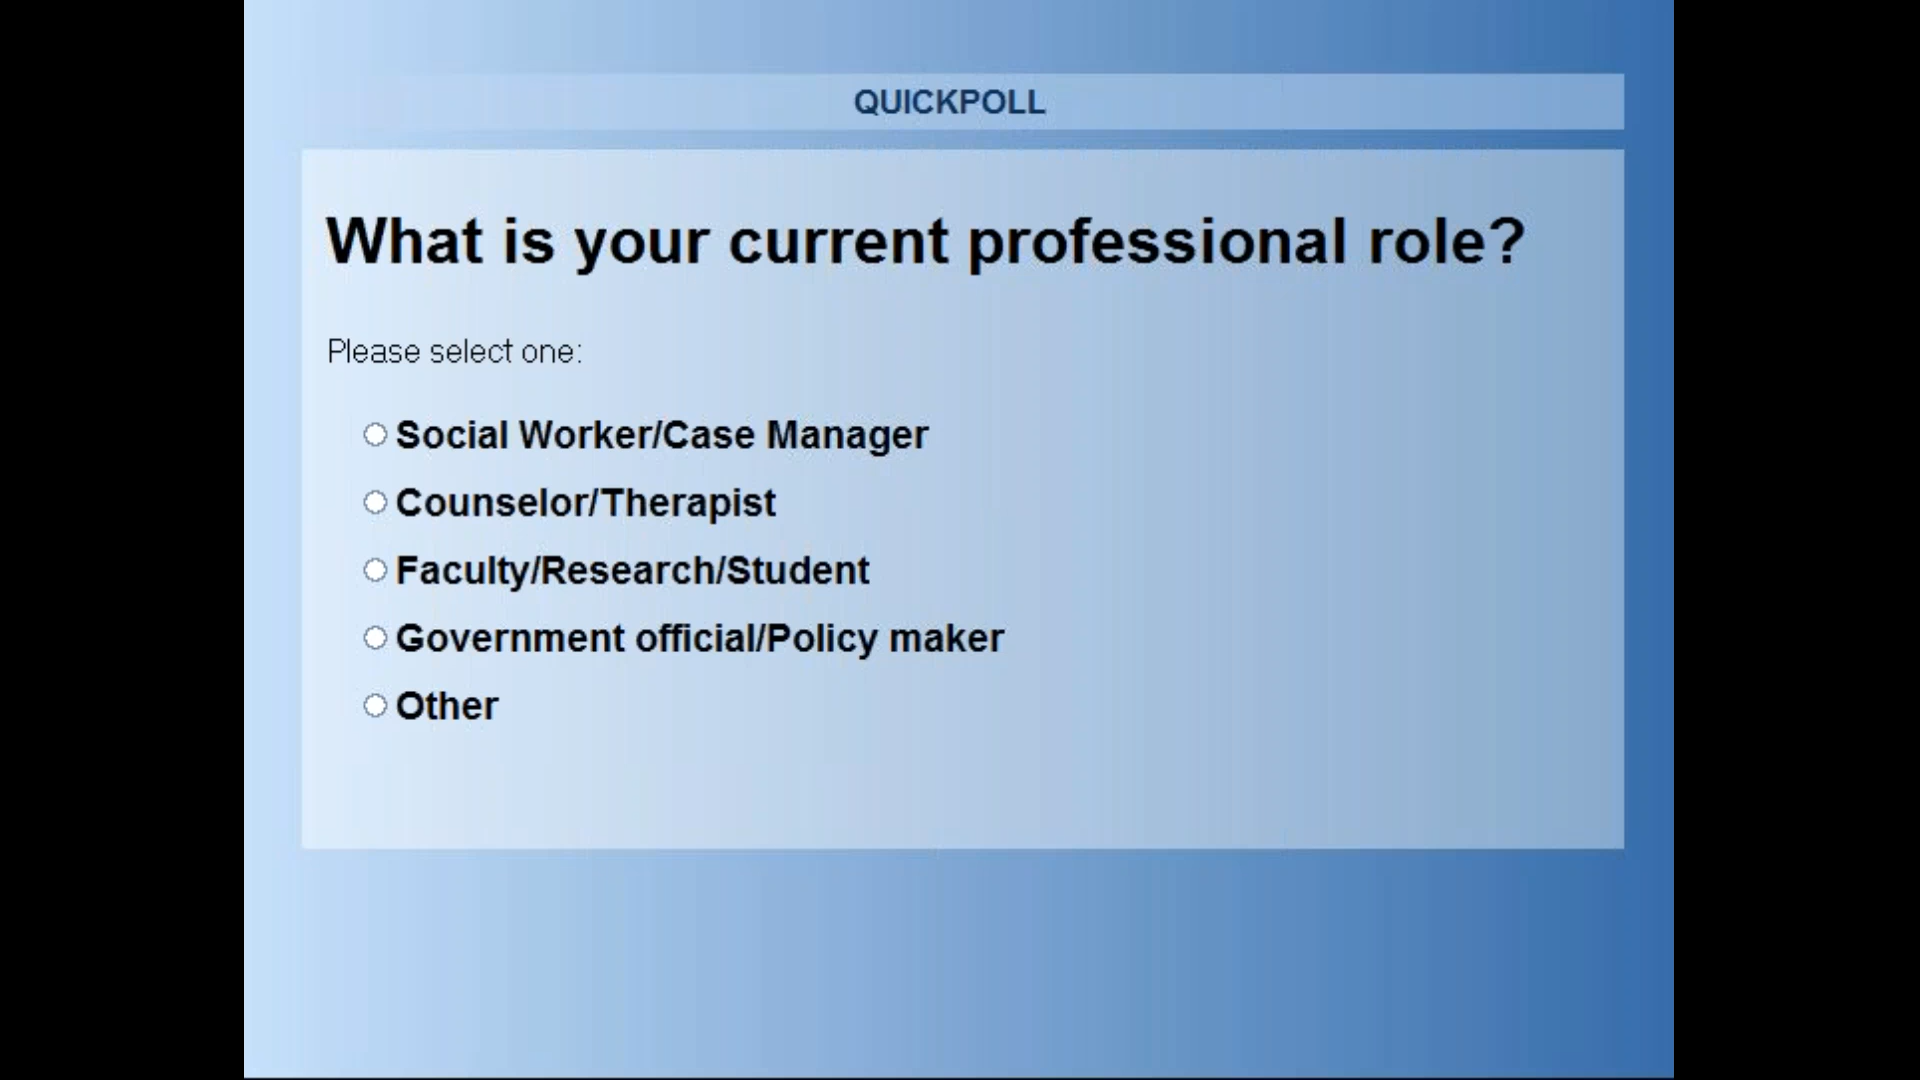 QUICKPOLL
What is your current professional role?
Please select one:
Social Worker/Case Manager
Counselor/Therapist
Faculty/Research/Student
Government official/Policy maker
Other